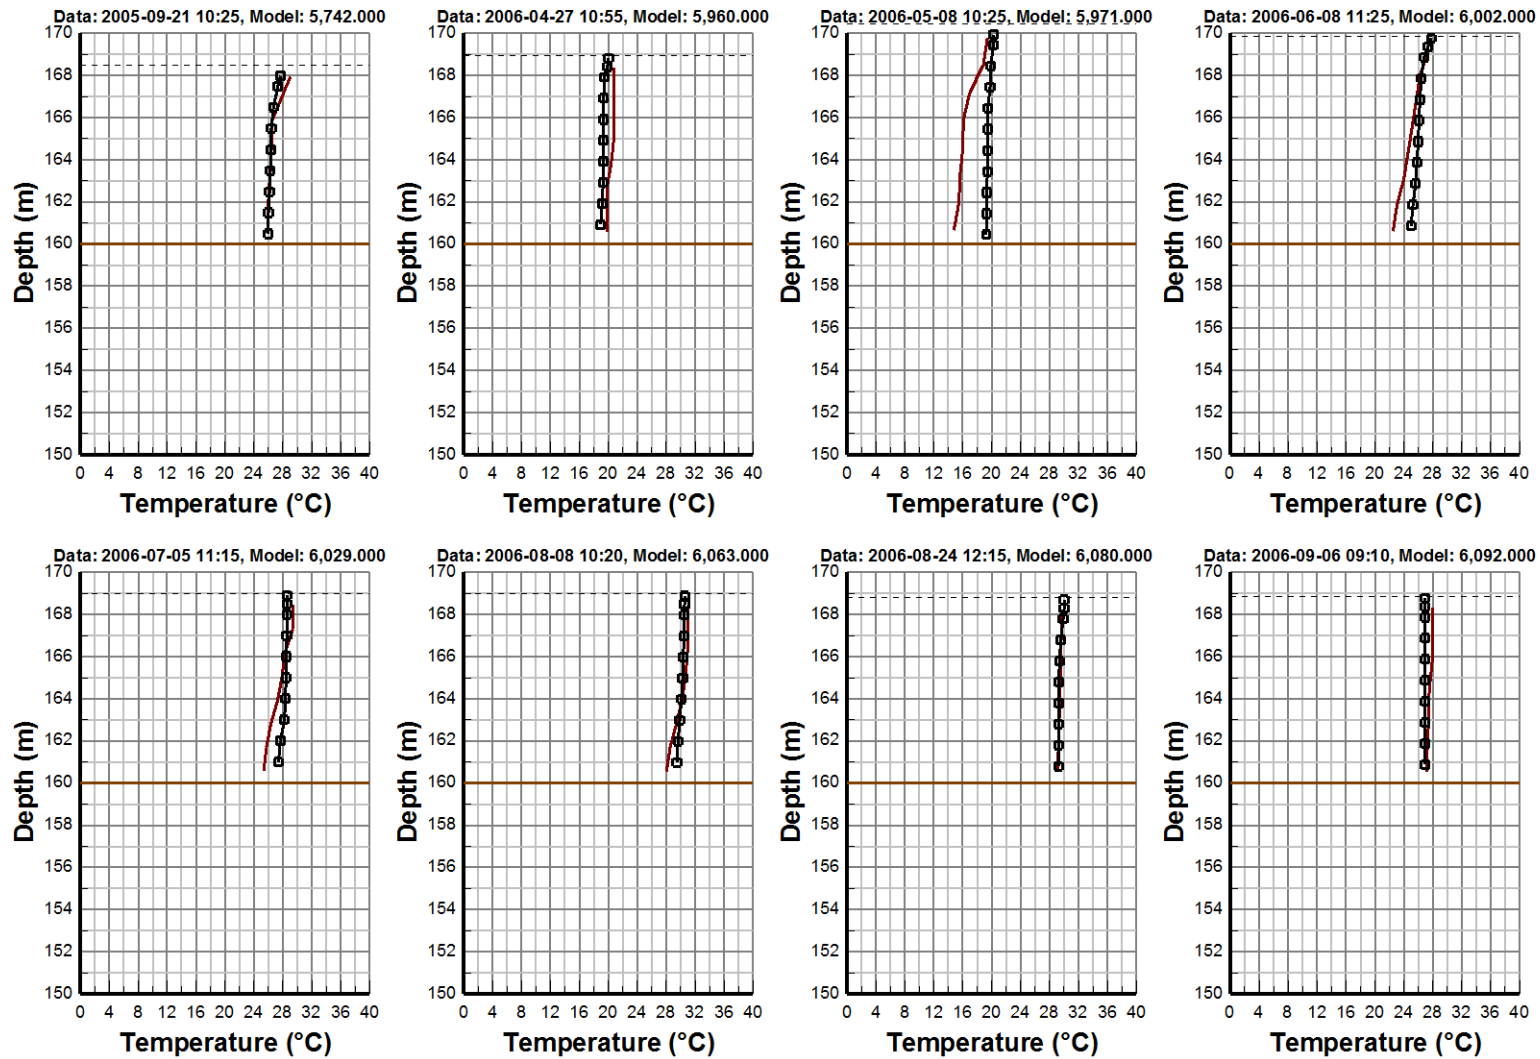 Data: 2005-09-21 10:25, Model: 5,742.000
170
168
166
164
162
160
158
156
154
152
150
Depth (m)
0 4 8 12 16 20 24 28 32 36 40
Temperature (°C)
Data: 2006-04-27 10:55, Model: 5,960.000
170
168
166
164
162
160
158
156
154
152
150
Depth (m)
0 4 8 12 16 20 24 28 32 36 40
Temperature (°C)
Data: 2006-05-08 10:25, Model: 5,971.000
170
168
166
164
162
160
158
156
154
152
150
Depth (m)
0 4 8 12 16 20 24 28 32 36 40
Temperature (°C)
Data: 2006-06-08 11:25, Model: 6,002.000
170
168
166
164
162
160
158
156
154
152
150
Depth (m)
0 4 8 12 16 20 24 28 32 36 40
Temperature (°C)
Data: 2006-07-05 11:15, Model: 6,029.000
170
168
166
164
162
160
158
156
154
152
150
Depth (m)
0 4 8 12 16 20 24 28 32 36 40
Temperature (°C)
Data: 2006-08-08 10:20, Model: 6,063.000
170
168
166
164
162
160
158
156
154
152
150
Depth (m)
0 4 8 12 16 20 24 28 32 36 40
Temperature (°C)
Data: 2006-08-24 12:15, Model: 6,080.000
170
168
166
164
162
160
158
156
154
152
150
Depth (m)
0 4 8 12 16 20 24 28 32 36 40
Temperature (°C)
Data: 2006-09-06 09:10, Model: 6,092.000
170
168
166
164
162
160
158
156
154
152
150
Depth (m)
0 4 8 12 16 20 24 28 32 36 40
Temperature (°C)